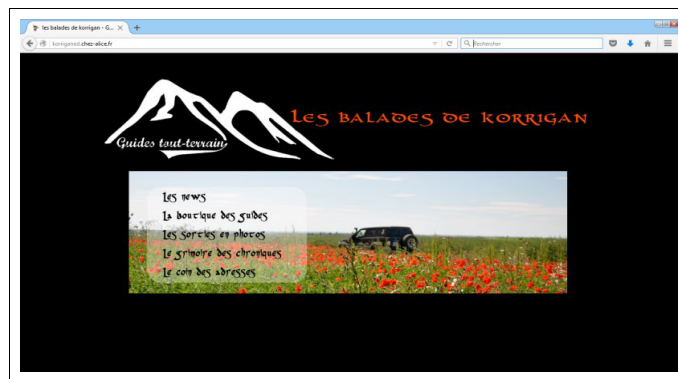 les balades de korrigan - G...
korrigansd.chez-alice.fr
Rechercher
Les balades de korrigan
Guides tout-terrain
Les news
La boutique des guides
Les sorties en photos
Le grimoire des chroniques
Le coin des adresses